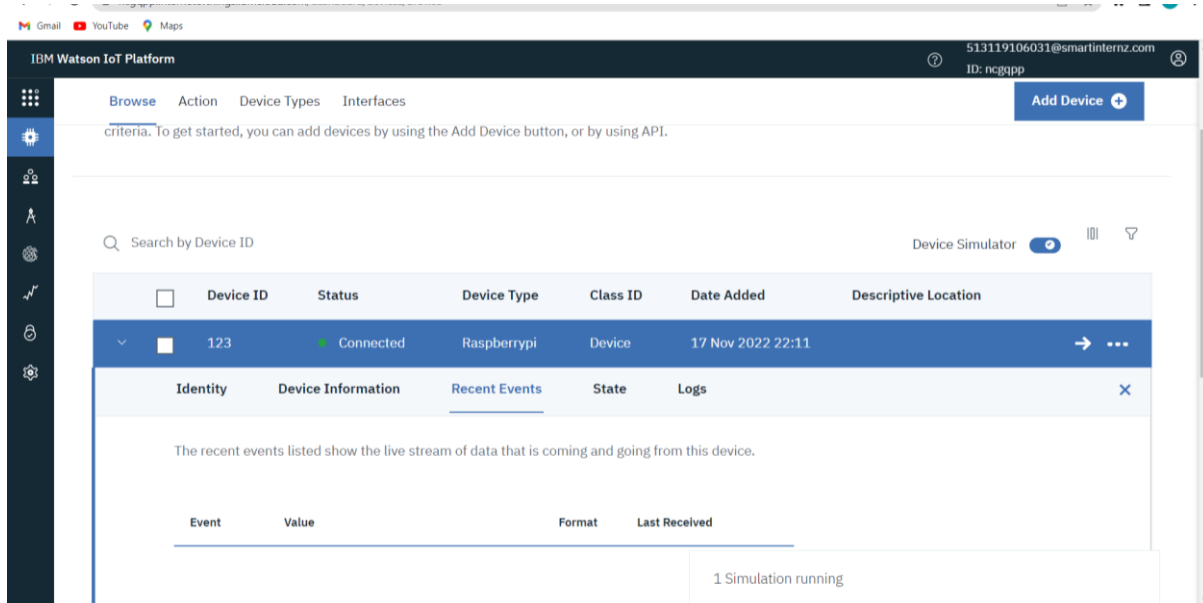 Gmail YouTube Maps
IBM Watson IoT Platform
513119106031@smartinternz.com
ID: ncgqpp
Browse Action Device Types Interfaces Add Device
criteria. To get started, you can add devices by using the Add Device button, or by using API.
Search by Device ID Device Simulator
Device ID Status Device Type Class ID Date Added Descriptive Location
123 Connected Raspberrypi Device 17 Nov 2022 22:11
Identity Device Information Recent Events State Logs
The recent events listed show the live stream of data that is coming and going from this device.
Event Value Format Last Received
1 Simulation running